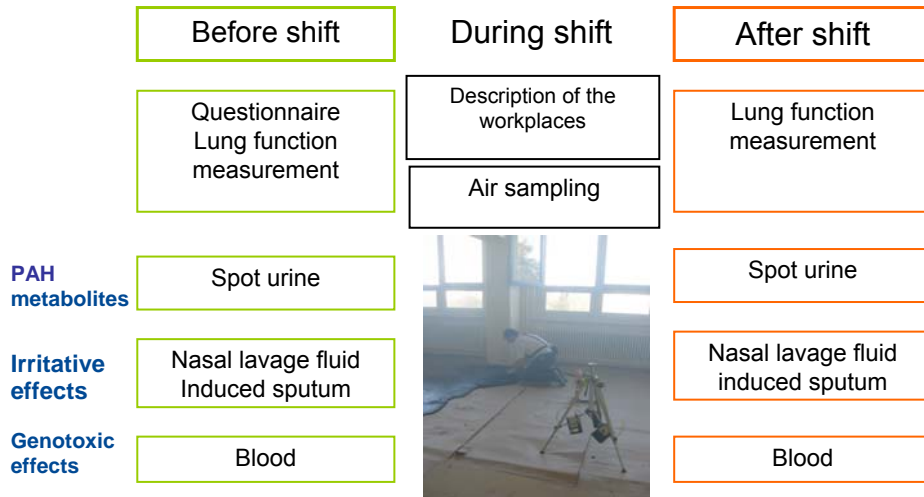 Before shift
During shift
After shift
Questionnaire
Lung function
measurement
Description of the
workplaces
Air sampling
Lung function
measurement
PAH
metabolites
Spot urine
Spot urine
Irritative
effects
Nasal lavage fluid
Induced sputum
Nasal lavage fluid
induced sputum
Genotoxic
effects
Blood
Blood